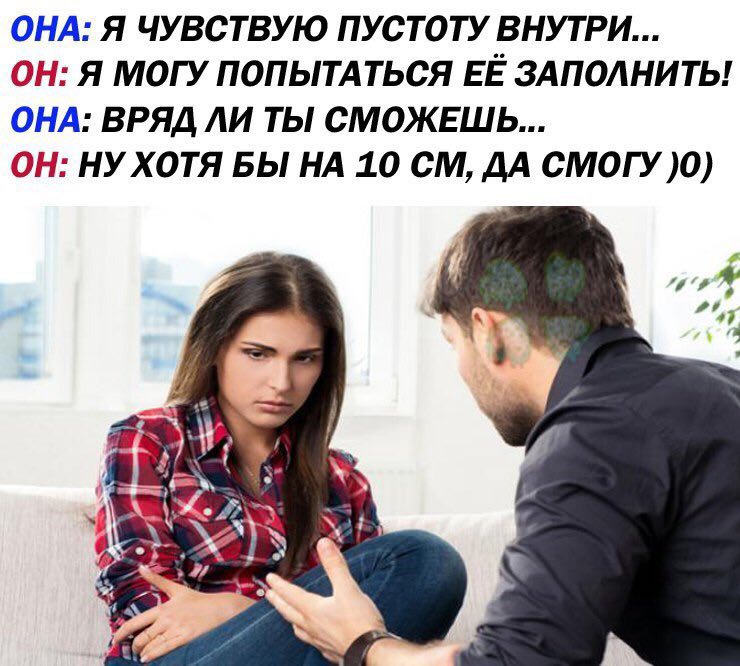 ОНА: Я ЧУВСТВУЮ ПУСТОТУ ВНУТРИ...
ОН: Я МОГУ ПОПЫТАТЬСЯ ЕЁ ЗАПОЛНИТЬ!
ОНА: ВРЯД ЛИ ТЫ СМОЖЕШЬ...
ОН: НУ ХОТЯ БЫ НА 10 СМ, ДА СМОГУ )0)